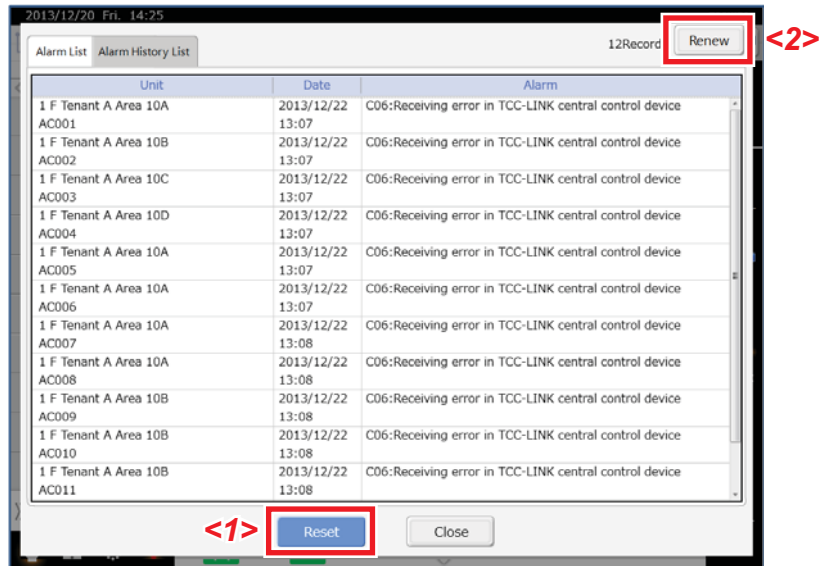 2013/12/20 Fri. 14:25
Alarm List Alarm History List 12Record Renew <2>
Unit Date Alarm
1 F Tenant A Area 10A 2013/12/22 C06:Receiving error in TCC-LINK central control device
AC001 13:07
1 F Tenant A Area 10B 2013/12/22 C06:Receiving error in TCC-LINK central control device
AC002 13:07
1 F Tenant A Area 10C 2013/12/22 C06:Receiving error in TCC-LINK central control device
AC003 13:07
1 F Tenant A Area 10D 2013/12/22 C06:Receiving error in TCC-LINK central control device
AC004 13:07
1 F Tenant A Area 10A 2013/12/22 C06:Receiving error in TCC-LINK central control device
AC005 13:07
1 F Tenant A Area 10A 2013/12/22 C06:Receiving error in TCC-LINK central control device
AC006 13:07
1 F Tenant A Area 10A 2013/12/22 C06:Receiving error in TCC-LINK central control device
AC007 13:08
1 F Tenant A Area 10A 2013/12/22 C06:Receiving error in TCC-LINK central control device
AC008 13:08
1 F Tenant A Area 10B 2013/12/22 C06:Receiving error in TCC-LINK central control device
AC009 13:08
1 F Tenant A Area 10B 2013/12/22 C06:Receiving error in TCC-LINK central control device
AC010 13:08
1 F Tenant A Area 10B 2013/12/22 C06:Receiving error in TCC-LINK central control device
AC011 13:08
<1> Reset Close